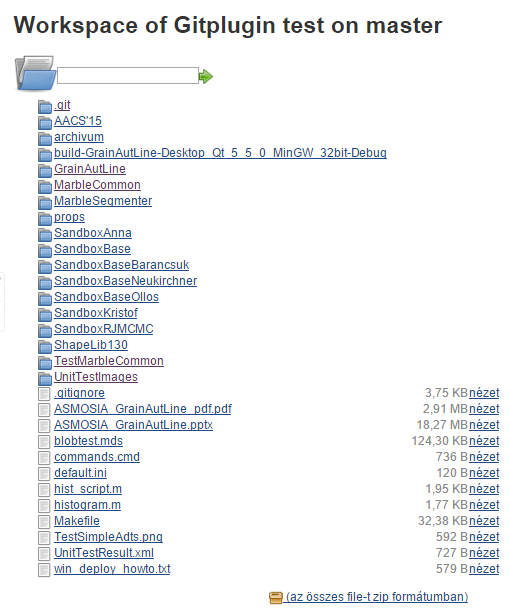 Workspace of Gitplugin test on master
.git
AACS'15
archivum
build-GrainAutLine-Desktop_Qt_5_5_0_MinGW_32bit-Debug
GrainAutLine
MarbleCommon
MarbleSegmenter
props
SandboxAnna
SandboxBase
SandboxBaseBarancsuk
SandboxBaseNeukirchner
SandboxBaseOllos
SandboxKristof
SandboxRJMCMC
ShapeLib130
TestMarbleCommon
UnitTestImages
.gitignore 3,75 KB nézet
ASMOSIA_GrainAutLine_pdf.pdf 2,91 MB nézet
ASMOSIA_GrainAutLine.pptx 18,27 MB nézet
blobtest.mds 124,30 KB nézet
commands.cmd 736 B nézet
default.ini 120 B nézet
hist_script.m 1,95 KB nézet
histogram.m 1,77 KB nézet
Makefile 32,38 KB nézet
TestSimpleAdts.png 592 B nézet
UnitTestResult.xml 727 B nézet
win_deploy_howto.txt 579 B nézet
(az összes file-t zip formátumban)